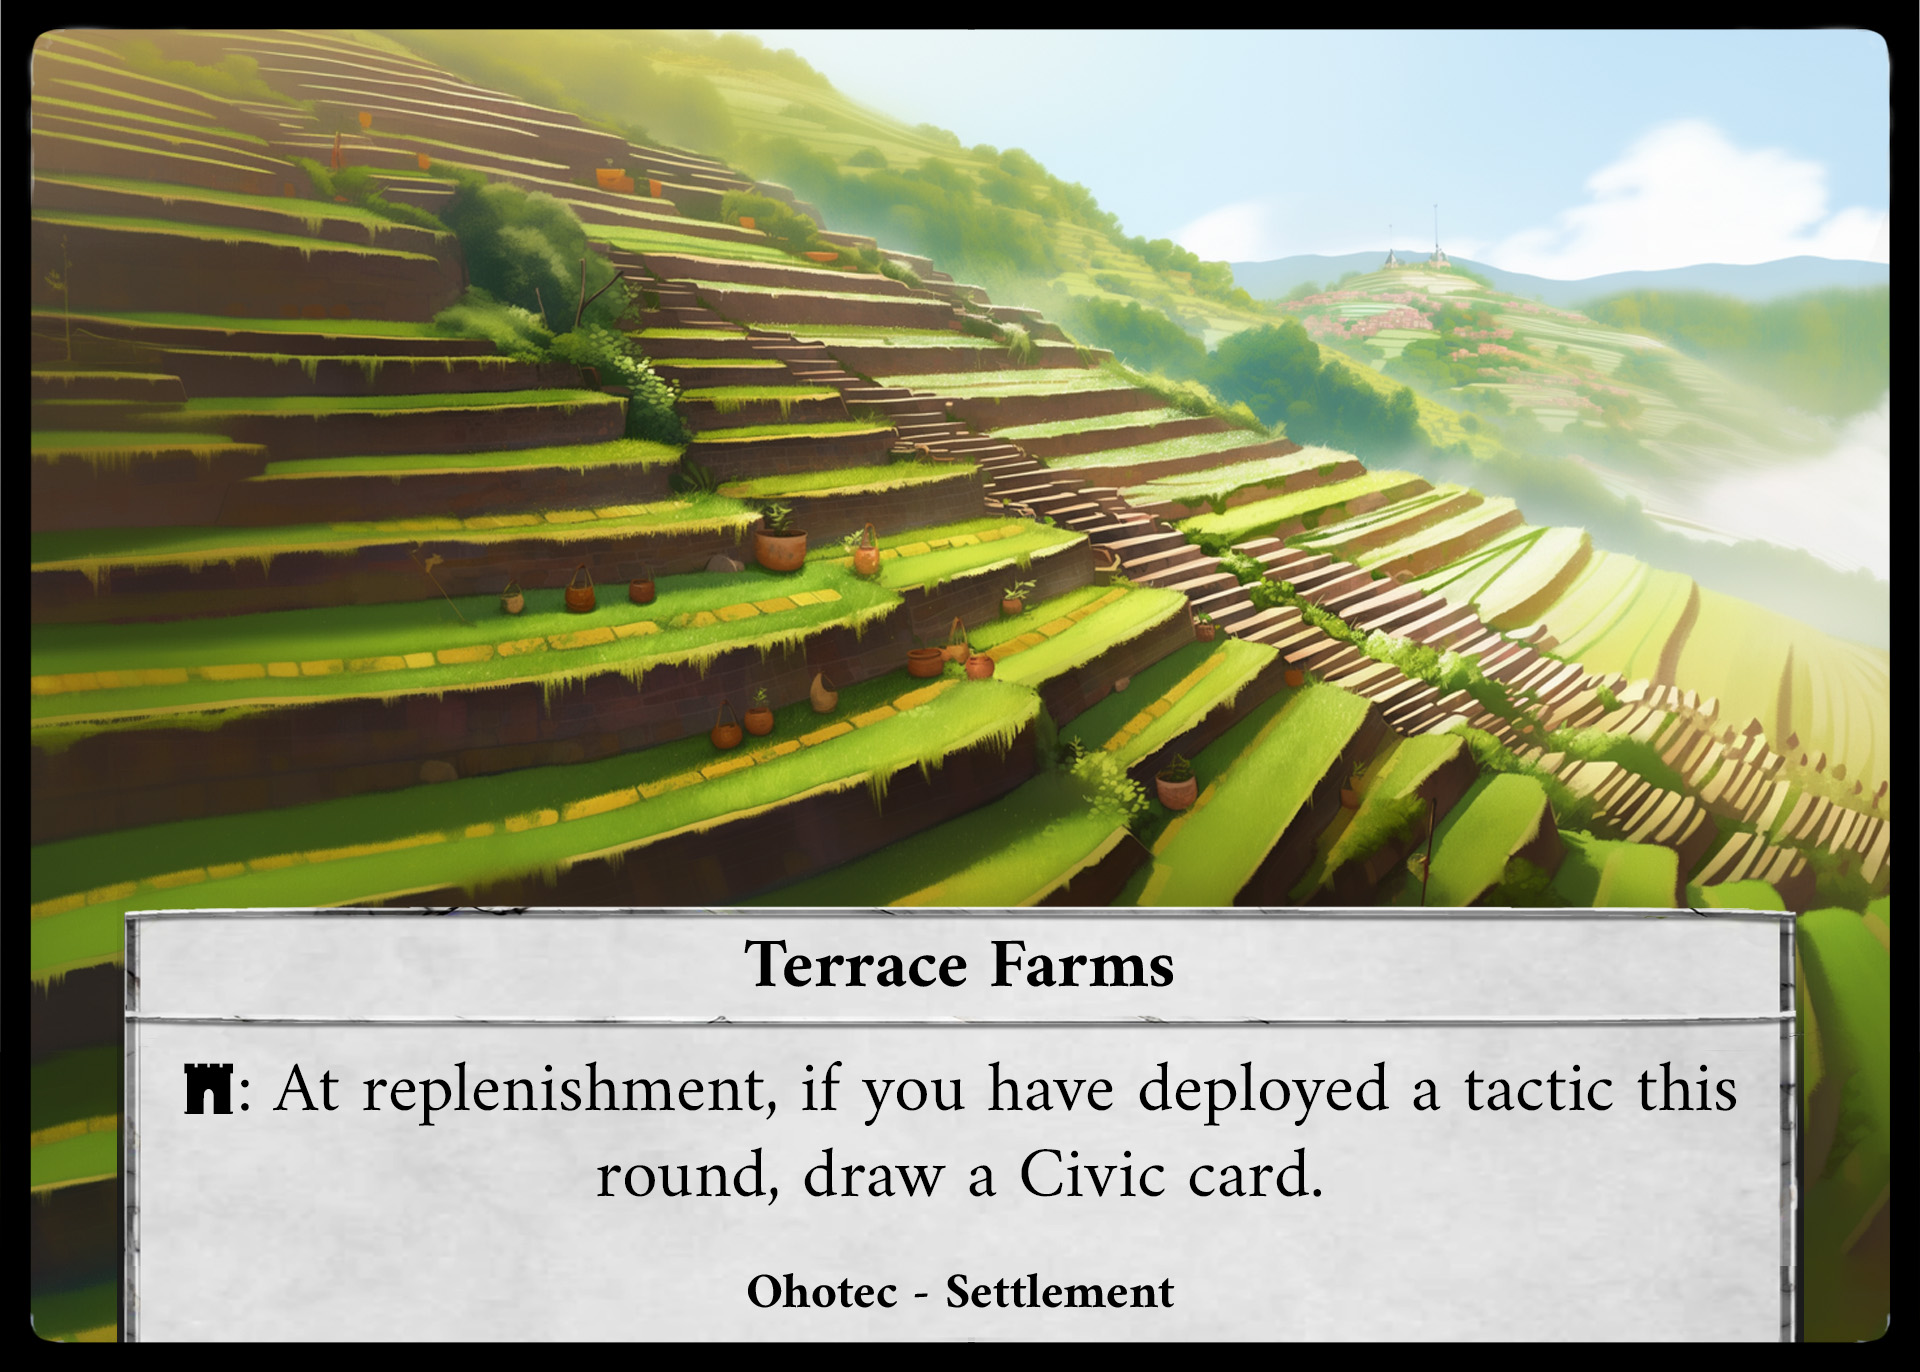 Terrace Farms
: At replenishment, if you have deployed a tactic this
round, draw a Civic card.
Ohotec - Settlement